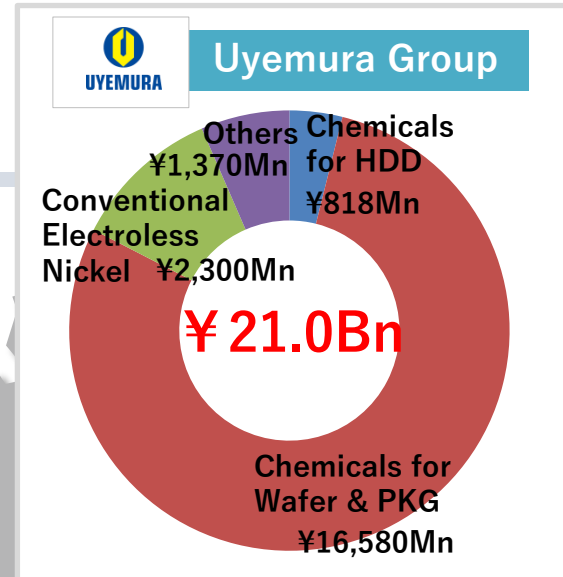 UYEMURA
Uyemura Group
Others
¥1,370Mn
Chemicals
for HDD
¥818Mn
Conventional
Electroless
Nickel ¥2,300Mn
¥21.0Bn
Chemicals for
Wafer & PKG
¥16,580Mn